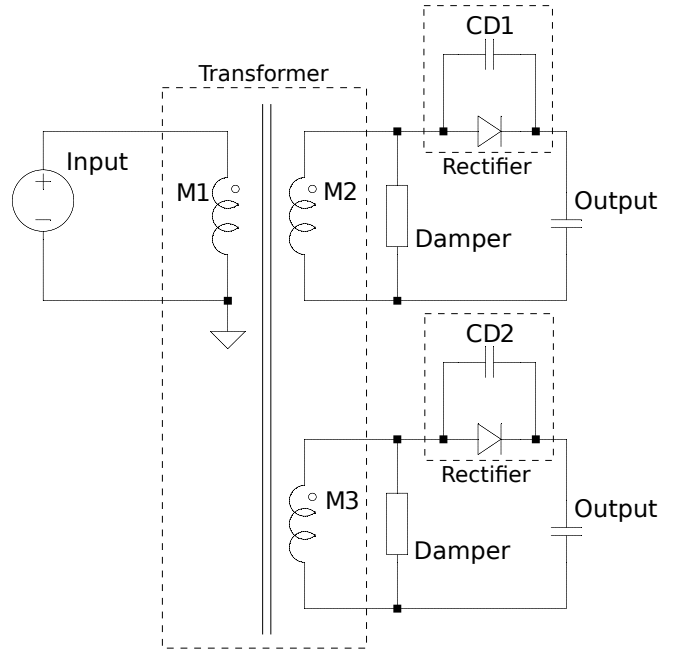 CD1
Transformer
Input
Rectifier
M1
M2
Output
Damper
CD2
Rectifier
M3
Output
Damper